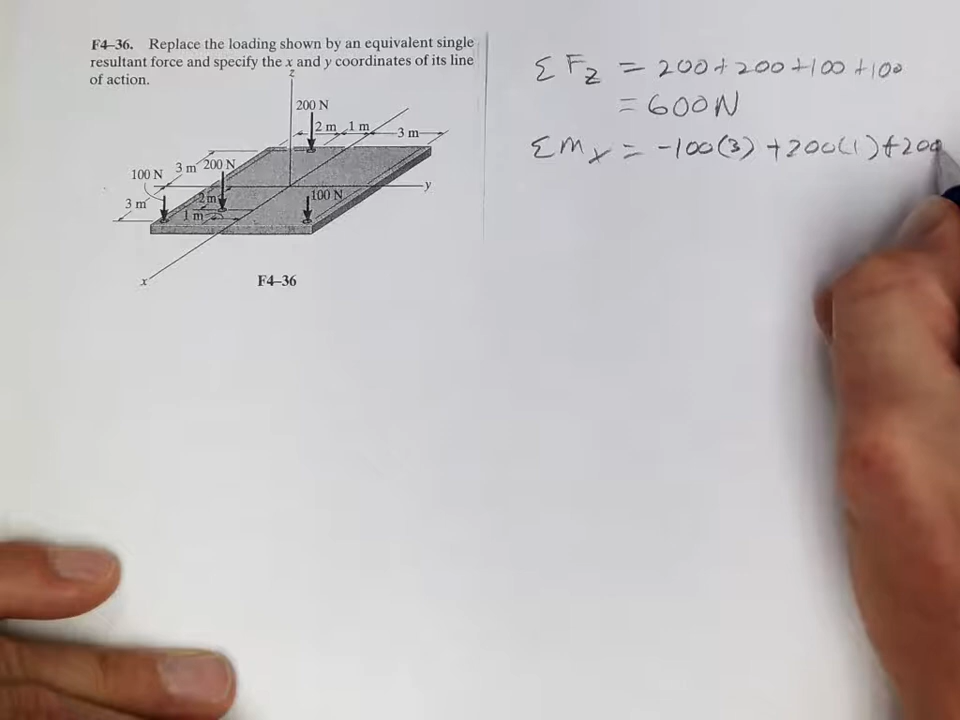 F4–36. Replace the loading shown by an equivalent single
resultant force and specify the x and y coordinates of its line
of action.
z
200 N
2 m 1 m 3 m
3 m 200 N
100 N
y
2 m 100 N
3 m
1 m
x
F4–36
ΣFz = 200+200+100+100
= 600N
ΣMx = -100(3)+200(1)+200